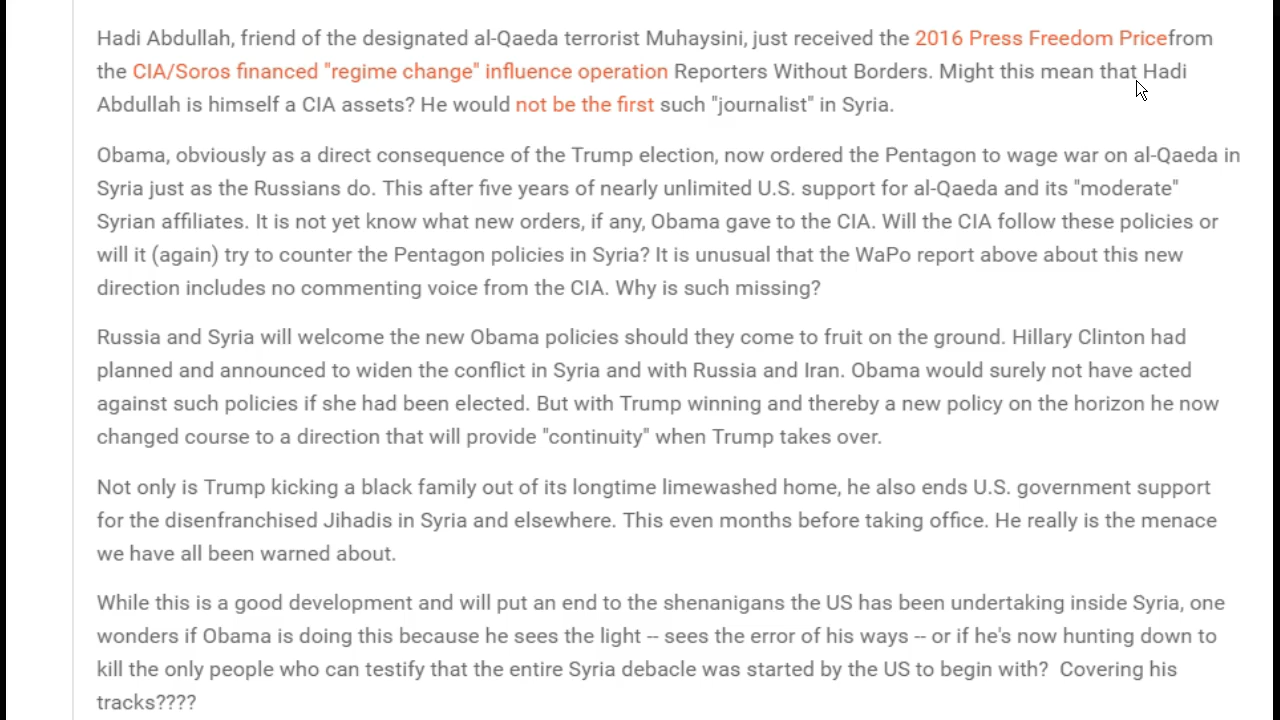 Hadi Abdullah, friend of the designated al-Qaeda terrorist Muhaysini, just received the 2016 Press Freedom Pricefrom
the CIA/Soros financed "regime change" influence operation Reporters Without Borders. Might this mean that Hadi
Abdullah is himself a CIA assets? He would not be the first such "journalist" in Syria.
Obama, obviously as a direct consequence of the Trump election, now ordered the Pentagon to wage war on al-Qaeda in
Syria just as the Russians do. This after five years of nearly unlimited U.S. support for al-Qaeda and its "moderate"
Syrian affiliates. It is not yet know what new orders, if any, Obama gave to the CIA. Will the CIA follow these policies or
will it (again) try to counter the Pentagon policies in Syria? It is unusual that the WaPo report above about this new
direction includes no commenting voice from the CIA. Why is such missing?
Russia and Syria will welcome the new Obama policies should they come to fruit on the ground. Hillary Clinton had
planned and announced to widen the conflict in Syria and with Russia and Iran. Obama would surely not have acted
against such policies if she had been elected. But with Trump winning and thereby a new policy on the horizon he now
changed course to a direction that will provide "continuity" when Trump takes over.
Not only is Trump kicking a black family out of its longtime limewashed home, he also ends U.S. government support
for the disenfranchised Jihadis in Syria and elsewhere. This even months before taking office. He really is the menace
we have all been warned about.
While this is a good development and will put an end to the shenanigans the US has been undertaking inside Syria, one
wonders if Obama is doing this because he sees the light -- sees the error of his ways -- or if he's now hunting down to
kill the only people who can testify that the entire Syria debacle was started by the US to begin with?  Covering his
tracks????